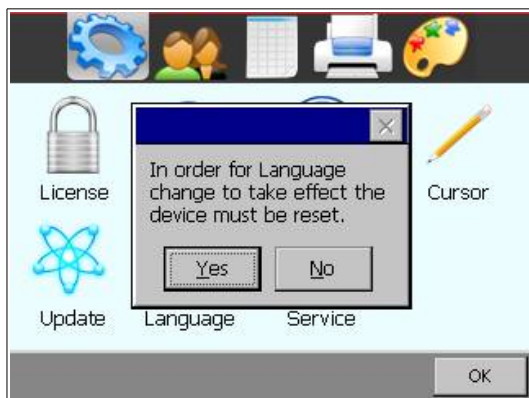 In order for Language
change to take effect the
device must be reset.
Yes
No
License
Cursor
Update
Language
Service
OK